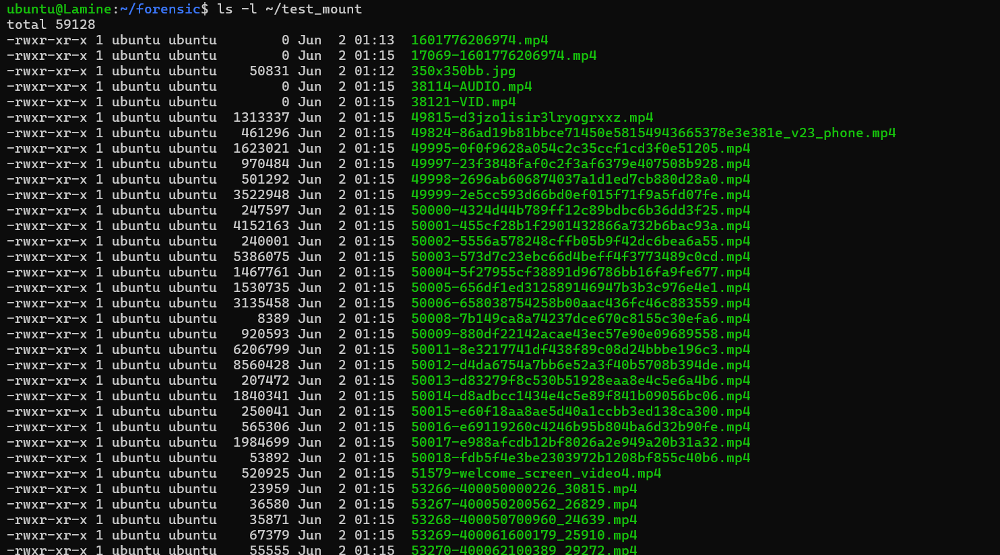 ubuntu@Lamine:~/forensic$ ls -l ~/test_mount
total 59128
-rwxr-xr-x 1 ubuntu ubuntu       0 Jun  2 01:13  1601776206974.mp4
-rwxr-xr-x 1 ubuntu ubuntu       0 Jun  2 01:15  17069-1601776206974.mp4
-rwxr-xr-x 1 ubuntu ubuntu   50831 Jun  2 01:12  350x350bb.jpg
-rwxr-xr-x 1 ubuntu ubuntu       0 Jun  2 01:15  38114-AUDIO.mp4
-rwxr-xr-x 1 ubuntu ubuntu       0 Jun  2 01:15  38121-VID.mp4
-rwxr-xr-x 1 ubuntu ubuntu 1313337 Jun  2 01:15  49815-d3jzo1isir3lryogrxxz.mp4
-rwxr-xr-x 1 ubuntu ubuntu  461296 Jun  2 01:15  49824-86ad19b81bbce71450e58154943665378e3e381e_v23_phone.mp4
-rwxr-xr-x 1 ubuntu ubuntu 1623021 Jun  2 01:15  49995-0f0f9628a054c2c35ccf1cd3f0e51205.mp4
-rwxr-xr-x 1 ubuntu ubuntu  970484 Jun  2 01:15  49997-23f3848faf0c2f3af6379e407508b928.mp4
-rwxr-xr-x 1 ubuntu ubuntu  501292 Jun  2 01:15  49998-2696ab606874037a1d1ed7cb880d28a0.mp4
-rwxr-xr-x 1 ubuntu ubuntu 3522948 Jun  2 01:15  49999-2e5cc593d66bd0ef015f71f9a5fd07fe.mp4
-rwxr-xr-x 1 ubuntu ubuntu  247597 Jun  2 01:15  50000-4324d44b789ff12c89bdbc6b36dd3f25.mp4
-rwxr-xr-x 1 ubuntu ubuntu 4152163 Jun  2 01:15  50001-455cf28b1f2901432866a732b6bac93a.mp4
-rwxr-xr-x 1 ubuntu ubuntu  240001 Jun  2 01:15  50002-5556a578248cffb05b9f42dc6bea6a55.mp4
-rwxr-xr-x 1 ubuntu ubuntu 5386075 Jun  2 01:15  50003-573d7c23ebc66d4beff4f3773489c0cd.mp4
-rwxr-xr-x 1 ubuntu ubuntu 1467761 Jun  2 01:15  50004-5f27955cf38891d96786bb16fa9fe677.mp4
-rwxr-xr-x 1 ubuntu ubuntu 1530735 Jun  2 01:15  50005-656df1ed312589146947b3b3c976e4e1.mp4
-rwxr-xr-x 1 ubuntu ubuntu 3135458 Jun  2 01:15  50006-658038754258b00aac436fc46c883559.mp4
-rwxr-xr-x 1 ubuntu ubuntu    8389 Jun  2 01:15  50008-7b149ca8a74237dce670c8155c30efa6.mp4
-rwxr-xr-x 1 ubuntu ubuntu  920593 Jun  2 01:15  50009-880df22142acae43ec57e90e09689558.mp4
-rwxr-xr-x 1 ubuntu ubuntu 6206799 Jun  2 01:15  50011-8e3217741df438f89c08d24bbbe196c3.mp4
-rwxr-xr-x 1 ubuntu ubuntu 8560428 Jun  2 01:15  50012-d4da6754a7bb6e52a3f40b5708b394de.mp4
-rwxr-xr-x 1 ubuntu ubuntu  207472 Jun  2 01:15  50013-d83279f8c530b51928eaa8e4c5e6a4b6.mp4
-rwxr-xr-x 1 ubuntu ubuntu 1840341 Jun  2 01:15  50014-d8adbcc1434e4c5e89f841b09056bc06.mp4
-rwxr-xr-x 1 ubuntu ubuntu  250041 Jun  2 01:15  50015-e60f18aa8ae5d40a1ccbb3ed138ca300.mp4
-rwxr-xr-x 1 ubuntu ubuntu  565306 Jun  2 01:15  50016-e69119260c4246b95b804ba6d32b90fe.mp4
-rwxr-xr-x 1 ubuntu ubuntu 1984699 Jun  2 01:15  50017-e988afcdb12bf8026a2e949a20b31a32.mp4
-rwxr-xr-x 1 ubuntu ubuntu   53892 Jun  2 01:15  50018-fdb5f4e3be2303972b1208bf855c40b6.mp4
-rwxr-xr-x 1 ubuntu ubuntu  520925 Jun  2 01:15  51579-welcome_screen_video4.mp4
-rwxr-xr-x 1 ubuntu ubuntu   23959 Jun  2 01:15  53266-400050000226_30815.mp4
-rwxr-xr-x 1 ubuntu ubuntu   36580 Jun  2 01:15  53267-400050200562_26829.mp4
-rwxr-xr-x 1 ubuntu ubuntu   35871 Jun  2 01:15  53268-400050700960_24639.mp4
-rwxr-xr-x 1 ubuntu ubuntu   67379 Jun  2 01:15  53269-400061600179_25910.mp4
-rwxr-xr-x 1 ubuntu ubuntu   55555 Jun  2 01:15  53270-400062100389_29272.mp4